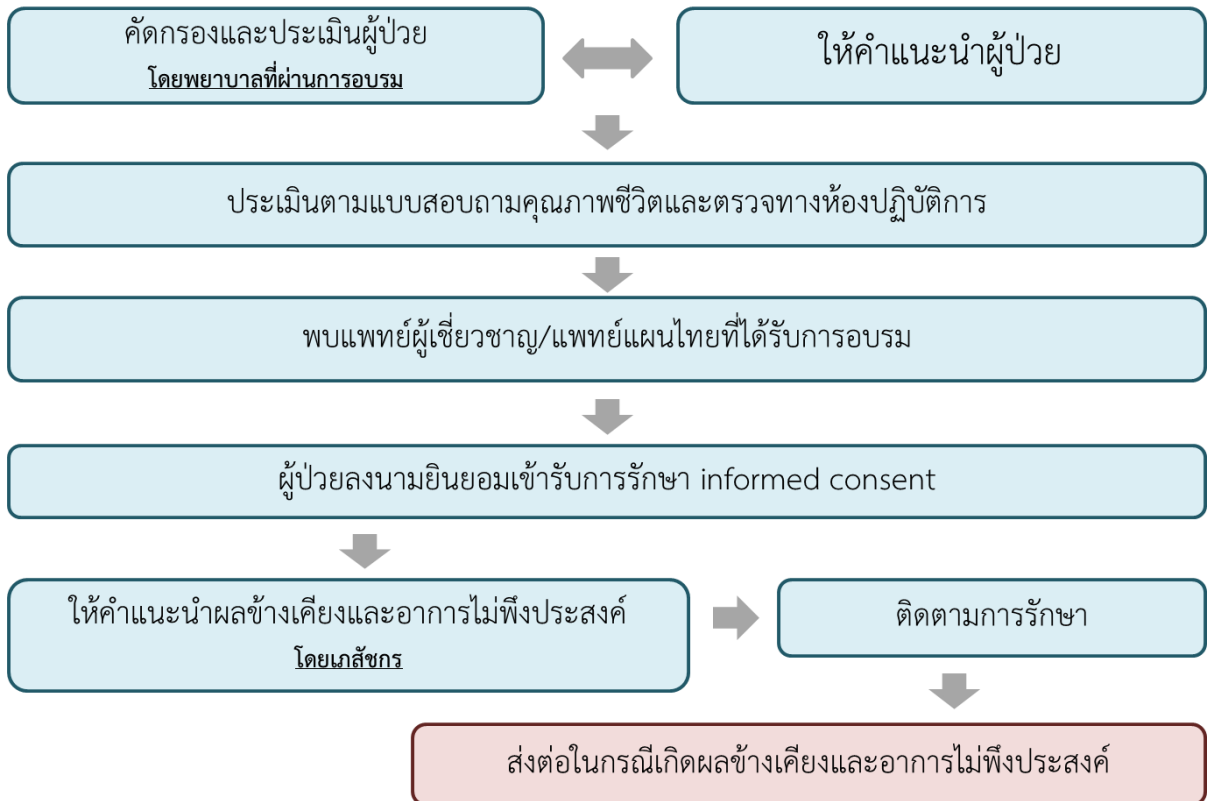 คัดกรองและประเมินผู้ป่วย
โดยพยาบาลที่ผ่านการอบรม
ให้คำแนะนำผู้ป่วย
ประเมินตามแบบสอบถามคุณภาพชีวิตและตรวจทางห้องปฏิบัติการ
พบแพทย์ผู้เชี่ยวชาญ/แพทย์แผนไทยที่ได้รับการอบรม
ผู้ป่วยลงนามยินยอมเข้ารับการรักษา informed consent
ให้คำแนะนำผลข้างเคียงและอาการไม่พึงประสงค์
โดยเภสัชกร
ติดตามการรักษา
ส่งต่อในกรณีเกิดผลข้างเคียงและอาการไม่พึงประสงค์